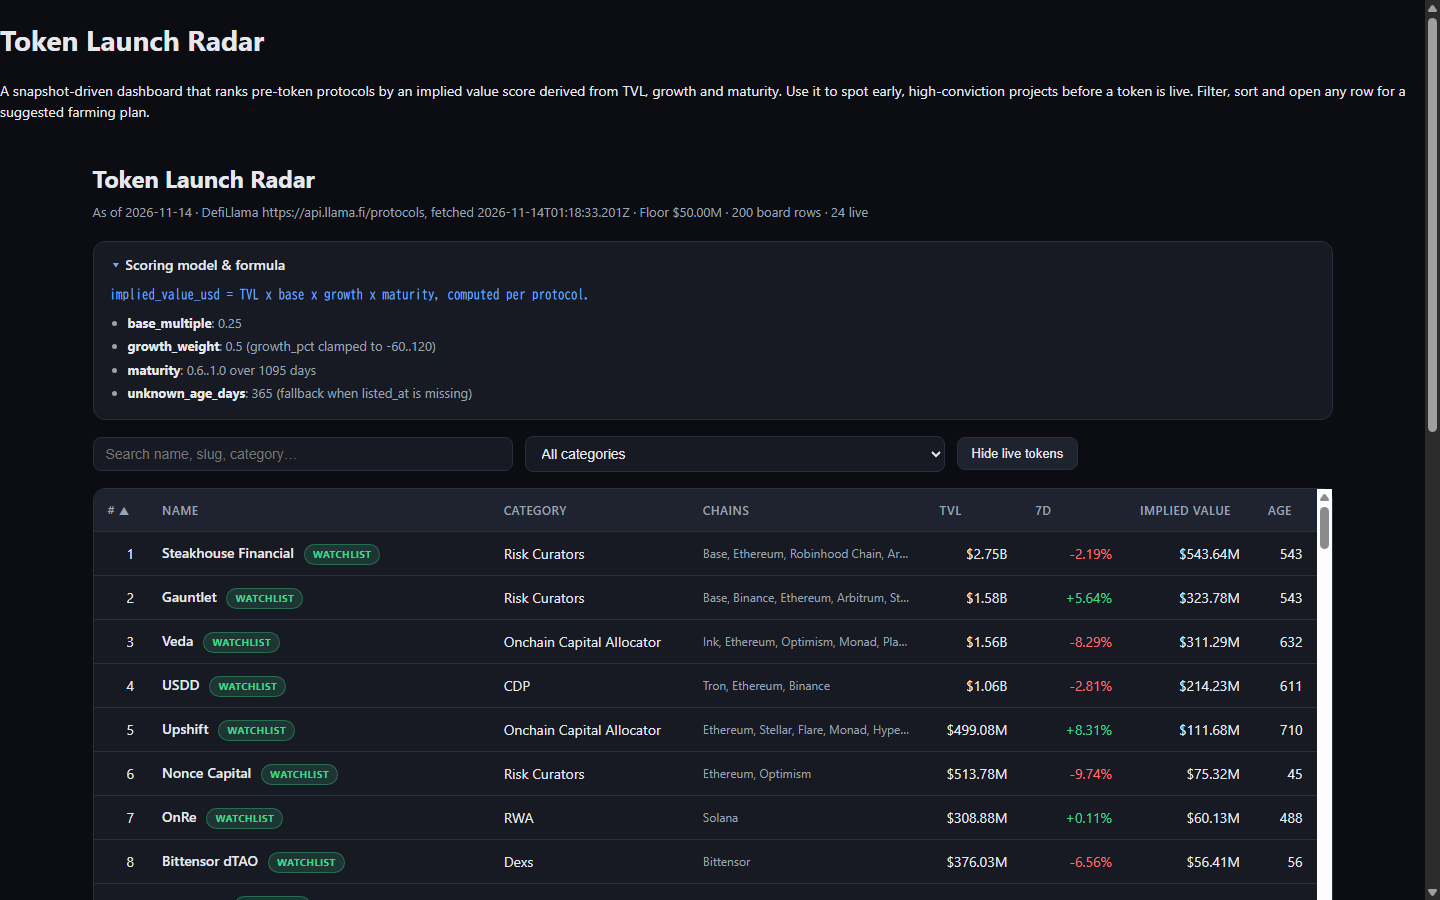 Token Launch Radar
A snapshot-driven dashboard that ranks pre-token protocols by an implied value score derived from TVL, growth and maturity. Use it to spot early, high-conviction projects before a token is live. Filter, sort and open any row for a
suggested farming plan.
Token Launch Radar
As of 2026-11-14 · DefiLlama https://api.llama.fi/protocols, fetched 2026-11-14T01:18:33.201Z · Floor $50.00M · 200 board rows · 24 live
▾ Scoring model & formula
implied_value_usd = TVL x base x growth x maturity, computed per protocol.
• base_multiple: 0.25
• growth_weight: 0.5 (growth_pct clamped to -60..120)
• maturity: 0.6..1.0 over 1095 days
• unknown_age_days: 365 (fallback when listed_at is missing)
Search name, slug, category… All categories Hide live tokens
# ▲ NAME CATEGORY CHAINS TVL 7D IMPLIED VALUE AGE
1 Steakhouse Financial WATCHLIST Risk Curators Base, Ethereum, Robinhood Chain, Ar... $2.75B -2.19% $543.64M 543
2 Gauntlet WATCHLIST Risk Curators Base, Binance, Ethereum, Arbitrum, St... $1.58B +5.64% $323.78M 543
3 Veda WATCHLIST Onchain Capital Allocator Ink, Ethereum, Optimism, Monad, Pla... $1.56B -8.29% $311.29M 632
4 USDD WATCHLIST CDP Tron, Ethereum, Binance $1.06B -2.81% $214.23M 611
5 Upshift WATCHLIST Onchain Capital Allocator Ethereum, Stellar, Flare, Monad, Hype... $499.08M +8.31% $111.68M 710
6 Nonce Capital WATCHLIST Risk Curators Ethereum, Optimism $513.78M -9.74% $75.32M 45
7 OnRe WATCHLIST RWA Solana $308.88M +0.11% $60.13M 488
8 Bittensor dTAO WATCHLIST Dexs Bittensor $376.03M -6.56% $56.41M 56